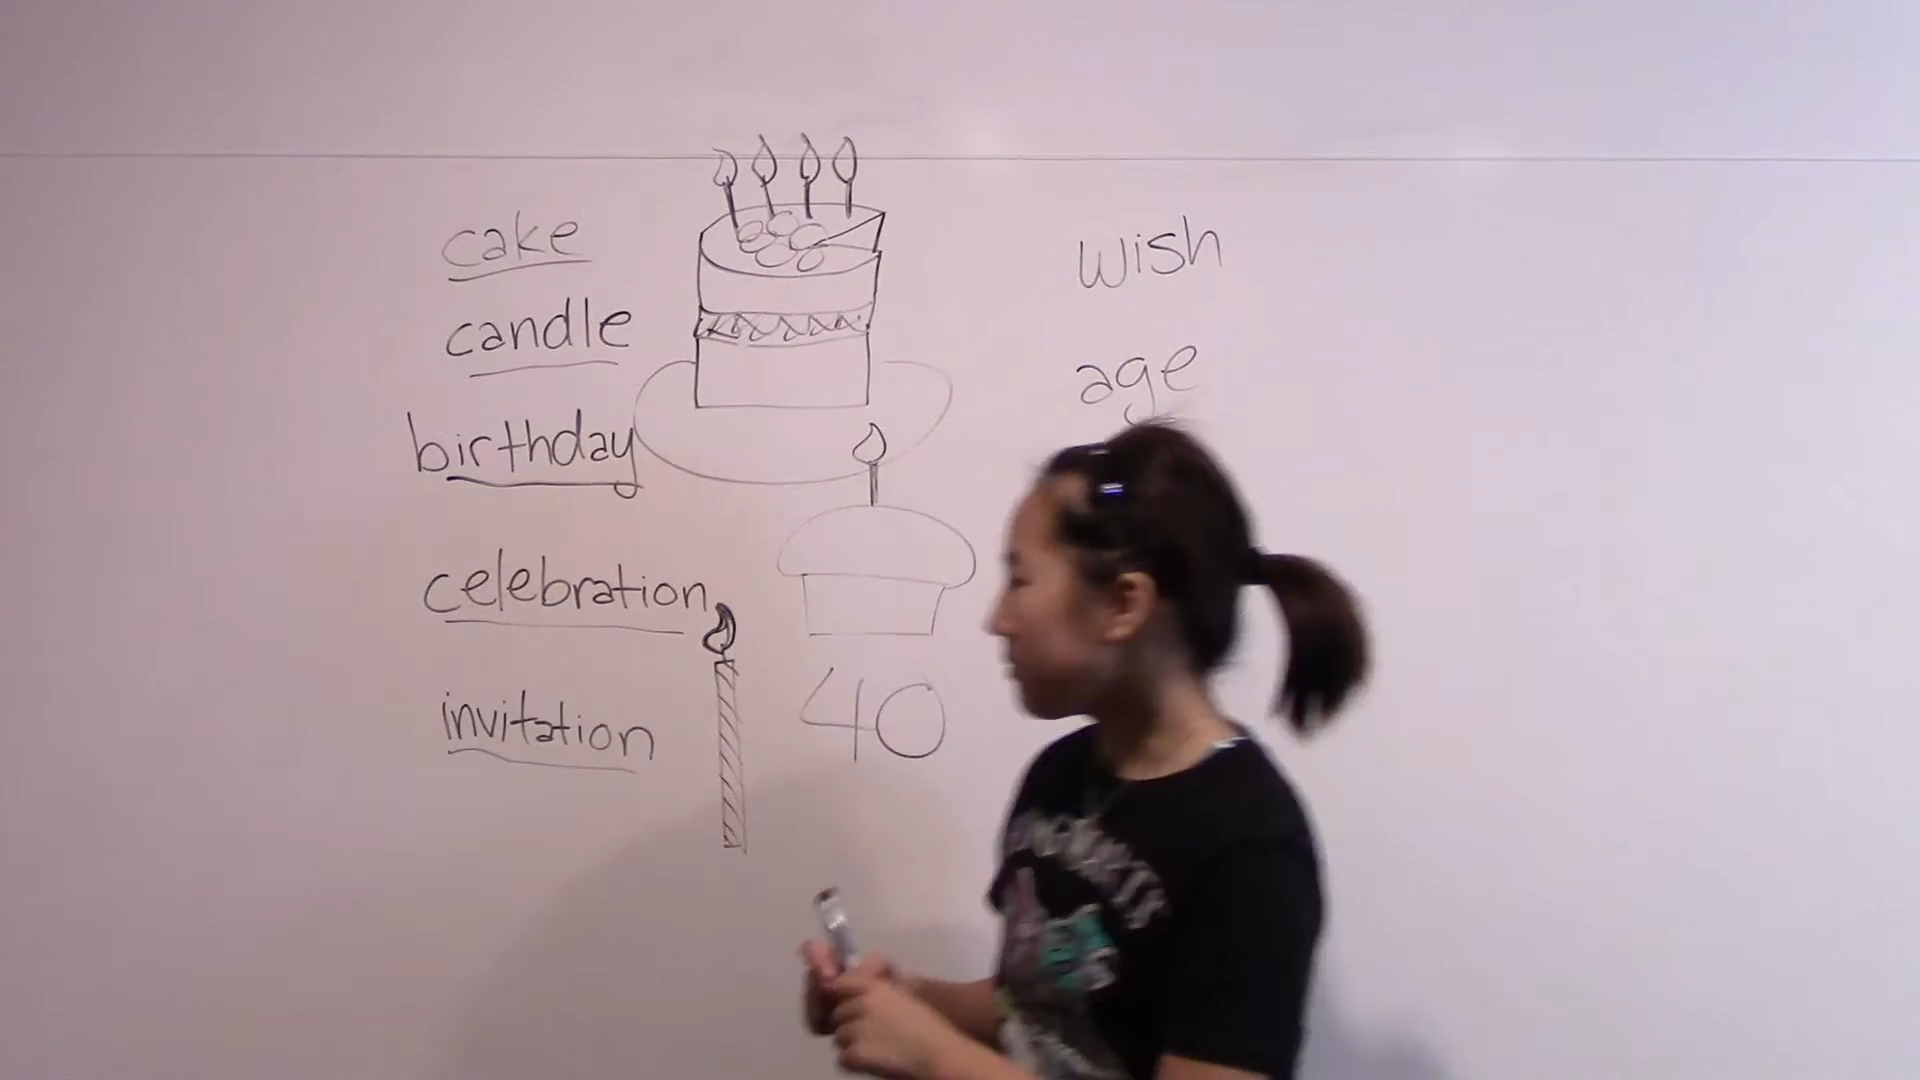 cake
candle
birthday
celebration
invitation
40
wish
age